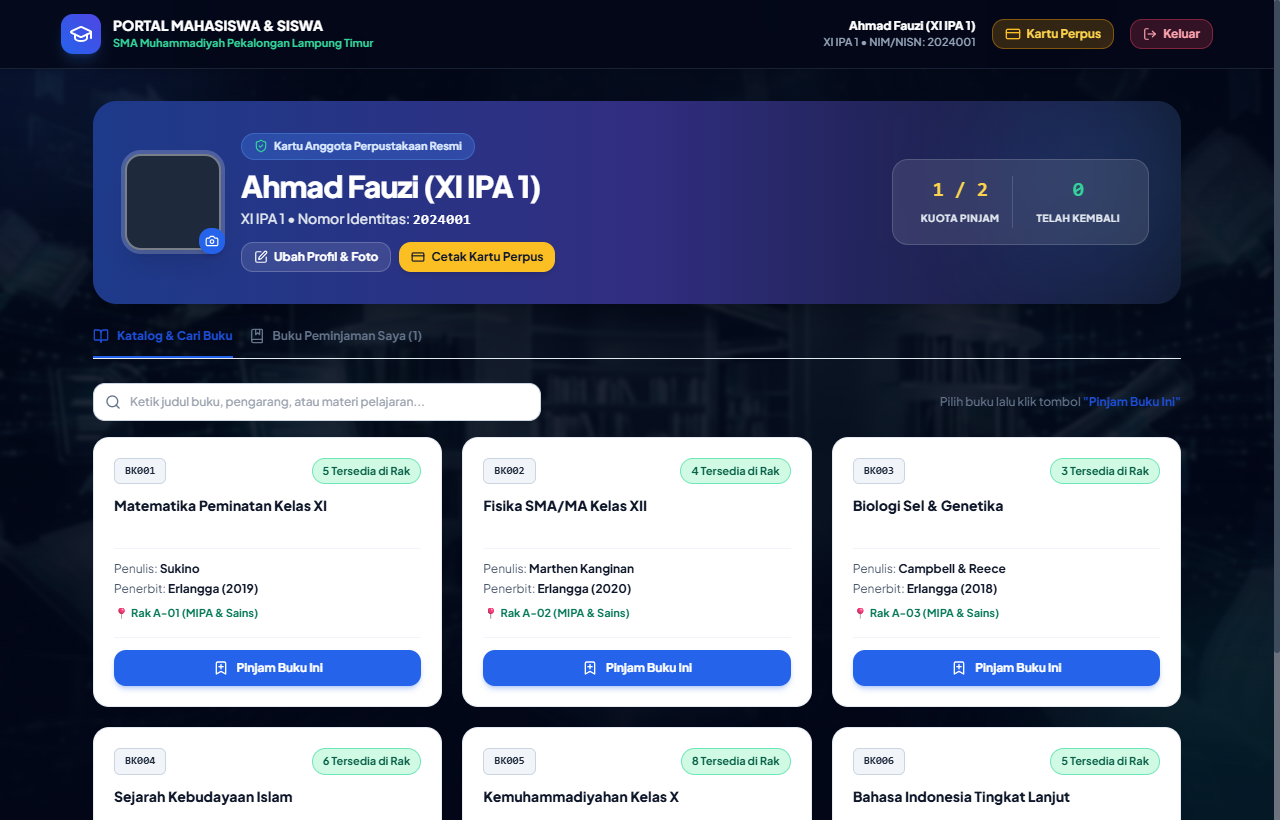 PORTAL MAHASISWA & SISWA
SMA Muhammadiyah Pekalongan Lampung Timur
Ahmad Fauzi (XI IPA 1)
XI IPA 1 • NIM/NISN: 2024001
Kartu Perpus
Keluar
Kartu Anggota Perpustakaan Resmi
Ahmad Fauzi (XI IPA 1)
XI IPA 1 • Nomor Identitas: 2024001
Ubah Profil & Foto
Cetak Kartu Perpus
1 / 2
KUOTA PINJAM
0
TELAH KEMBALI
Katalog & Cari Buku
Buku Peminjaman Saya (1)
Ketik judul buku, pengarang, atau materi pelajaran...
Pilih buku lalu klik tombol "Pinjam Buku Ini"
BK001
5 Tersedia di Rak
Matematika Peminatan Kelas XI
Penulis: Sukino
Penerbit: Erlangga (2019)
Rak A-01 (MIPA & Sains)
Pinjam Buku Ini
BK002
4 Tersedia di Rak
Fisika SMA/MA Kelas XII
Penulis: Marthen Kanginan
Penerbit: Erlangga (2020)
Rak A-02 (MIPA & Sains)
Pinjam Buku Ini
BK003
3 Tersedia di Rak
Biologi Sel & Genetika
Penulis: Campbell & Reece
Penerbit: Erlangga (2018)
Rak A-03 (MIPA & Sains)
Pinjam Buku Ini
BK004
6 Tersedia di Rak
Sejarah Kebudayaan Islam
BK005
8 Tersedia di Rak
Kemuhammadiyahan Kelas X
BK006
5 Tersedia di Rak
Bahasa Indonesia Tingkat Lanjut